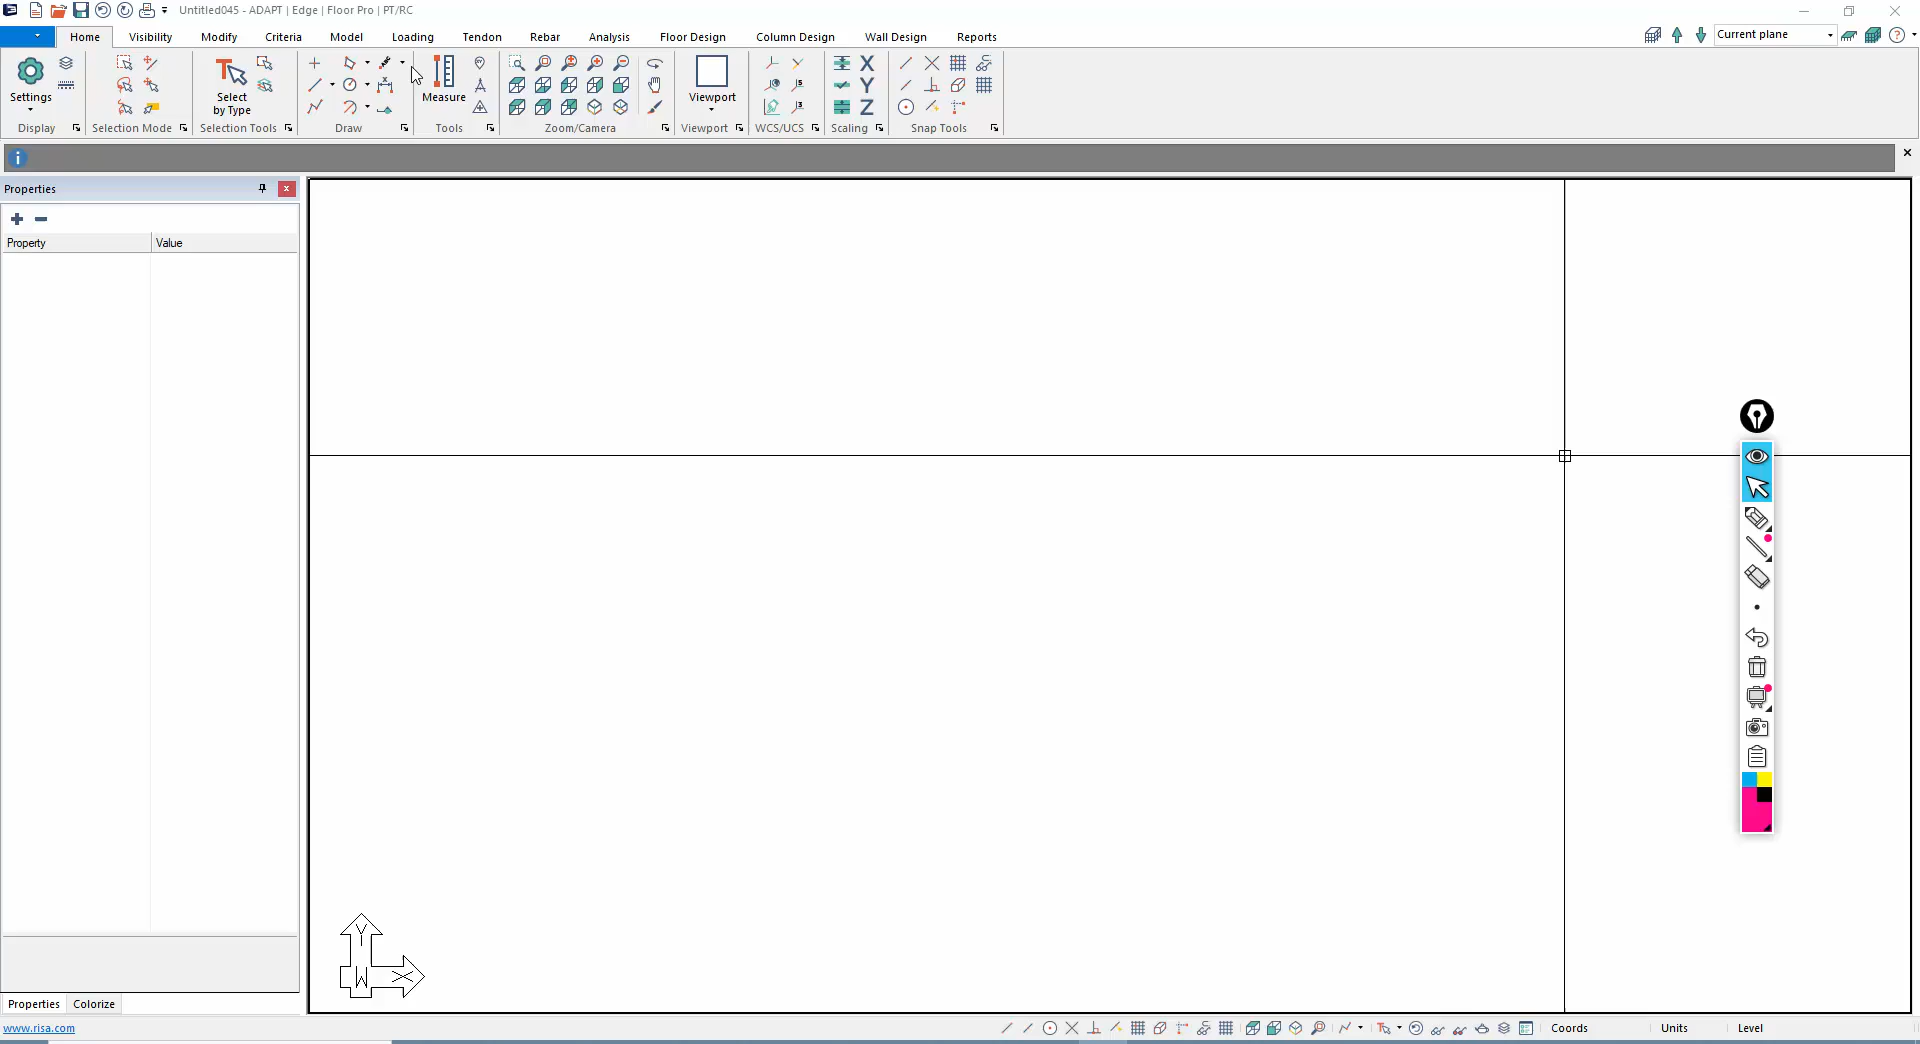 Untitled045 - ADAPT | Edge | Floor Pro | PT/RC
Home Visibility Modify Criteria Model Loading Tendon Rebar Analysis Floor Design Column Design Wall Design Reports
Current plane
Settings
Select
by Type
Measure
Viewport
X
Y
Z
Display Selection Mode Selection Tools Draw Tools Zoom/Camera Viewport WCS/UCS Scaling Snap Tools
Properties
Property Value
Y
W X
Properties Colorize
www.risa.com
Coords Units Level